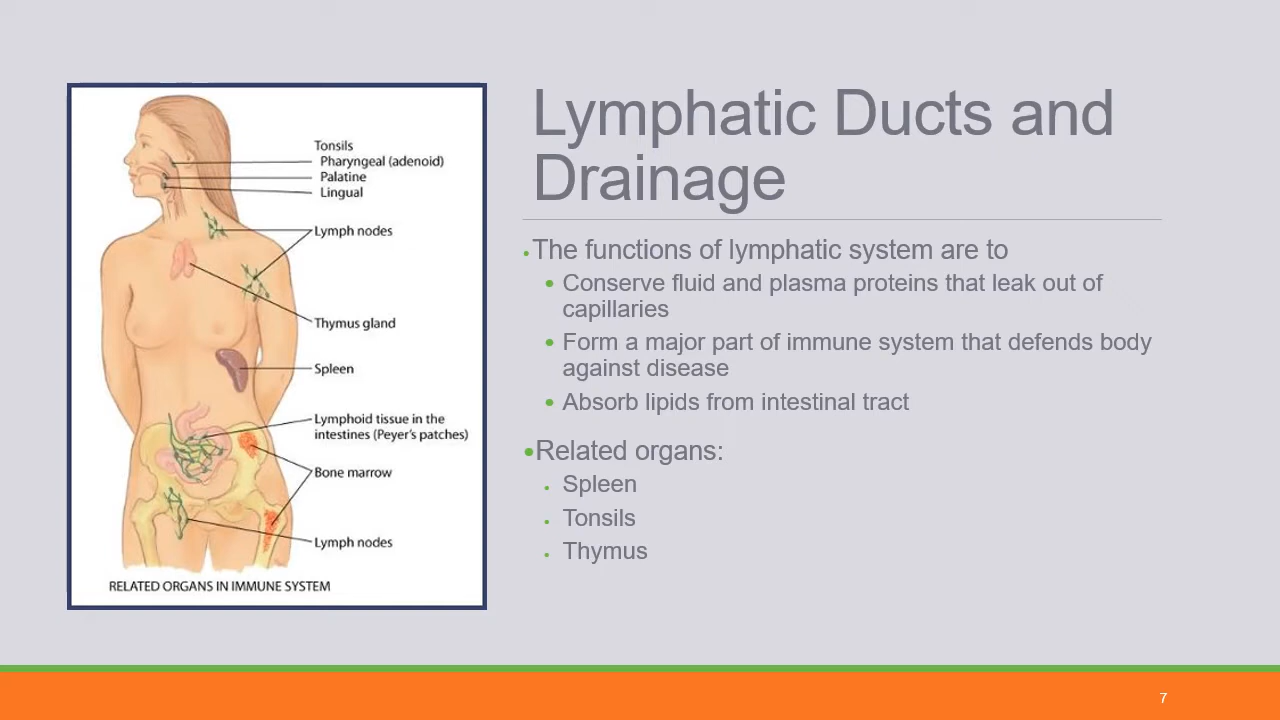 Tonsils
Pharyngeal (adenoid)
Palatine
Lingual
Lymph nodes
Thymus gland
Spleen
Lymphoid tissue in the
intestines (Peyer's patches)
Bone marrow
Lymph nodes
RELATED ORGANS IN IMMUNE SYSTEM
Lymphatic Ducts and
Drainage
•The functions of lymphatic system are to
• Conserve fluid and plasma proteins that leak out of
capillaries
• Form a major part of immune system that defends body
against disease
• Absorb lipids from intestinal tract
•Related organs:
• Spleen
• Tonsils
• Thymus
7